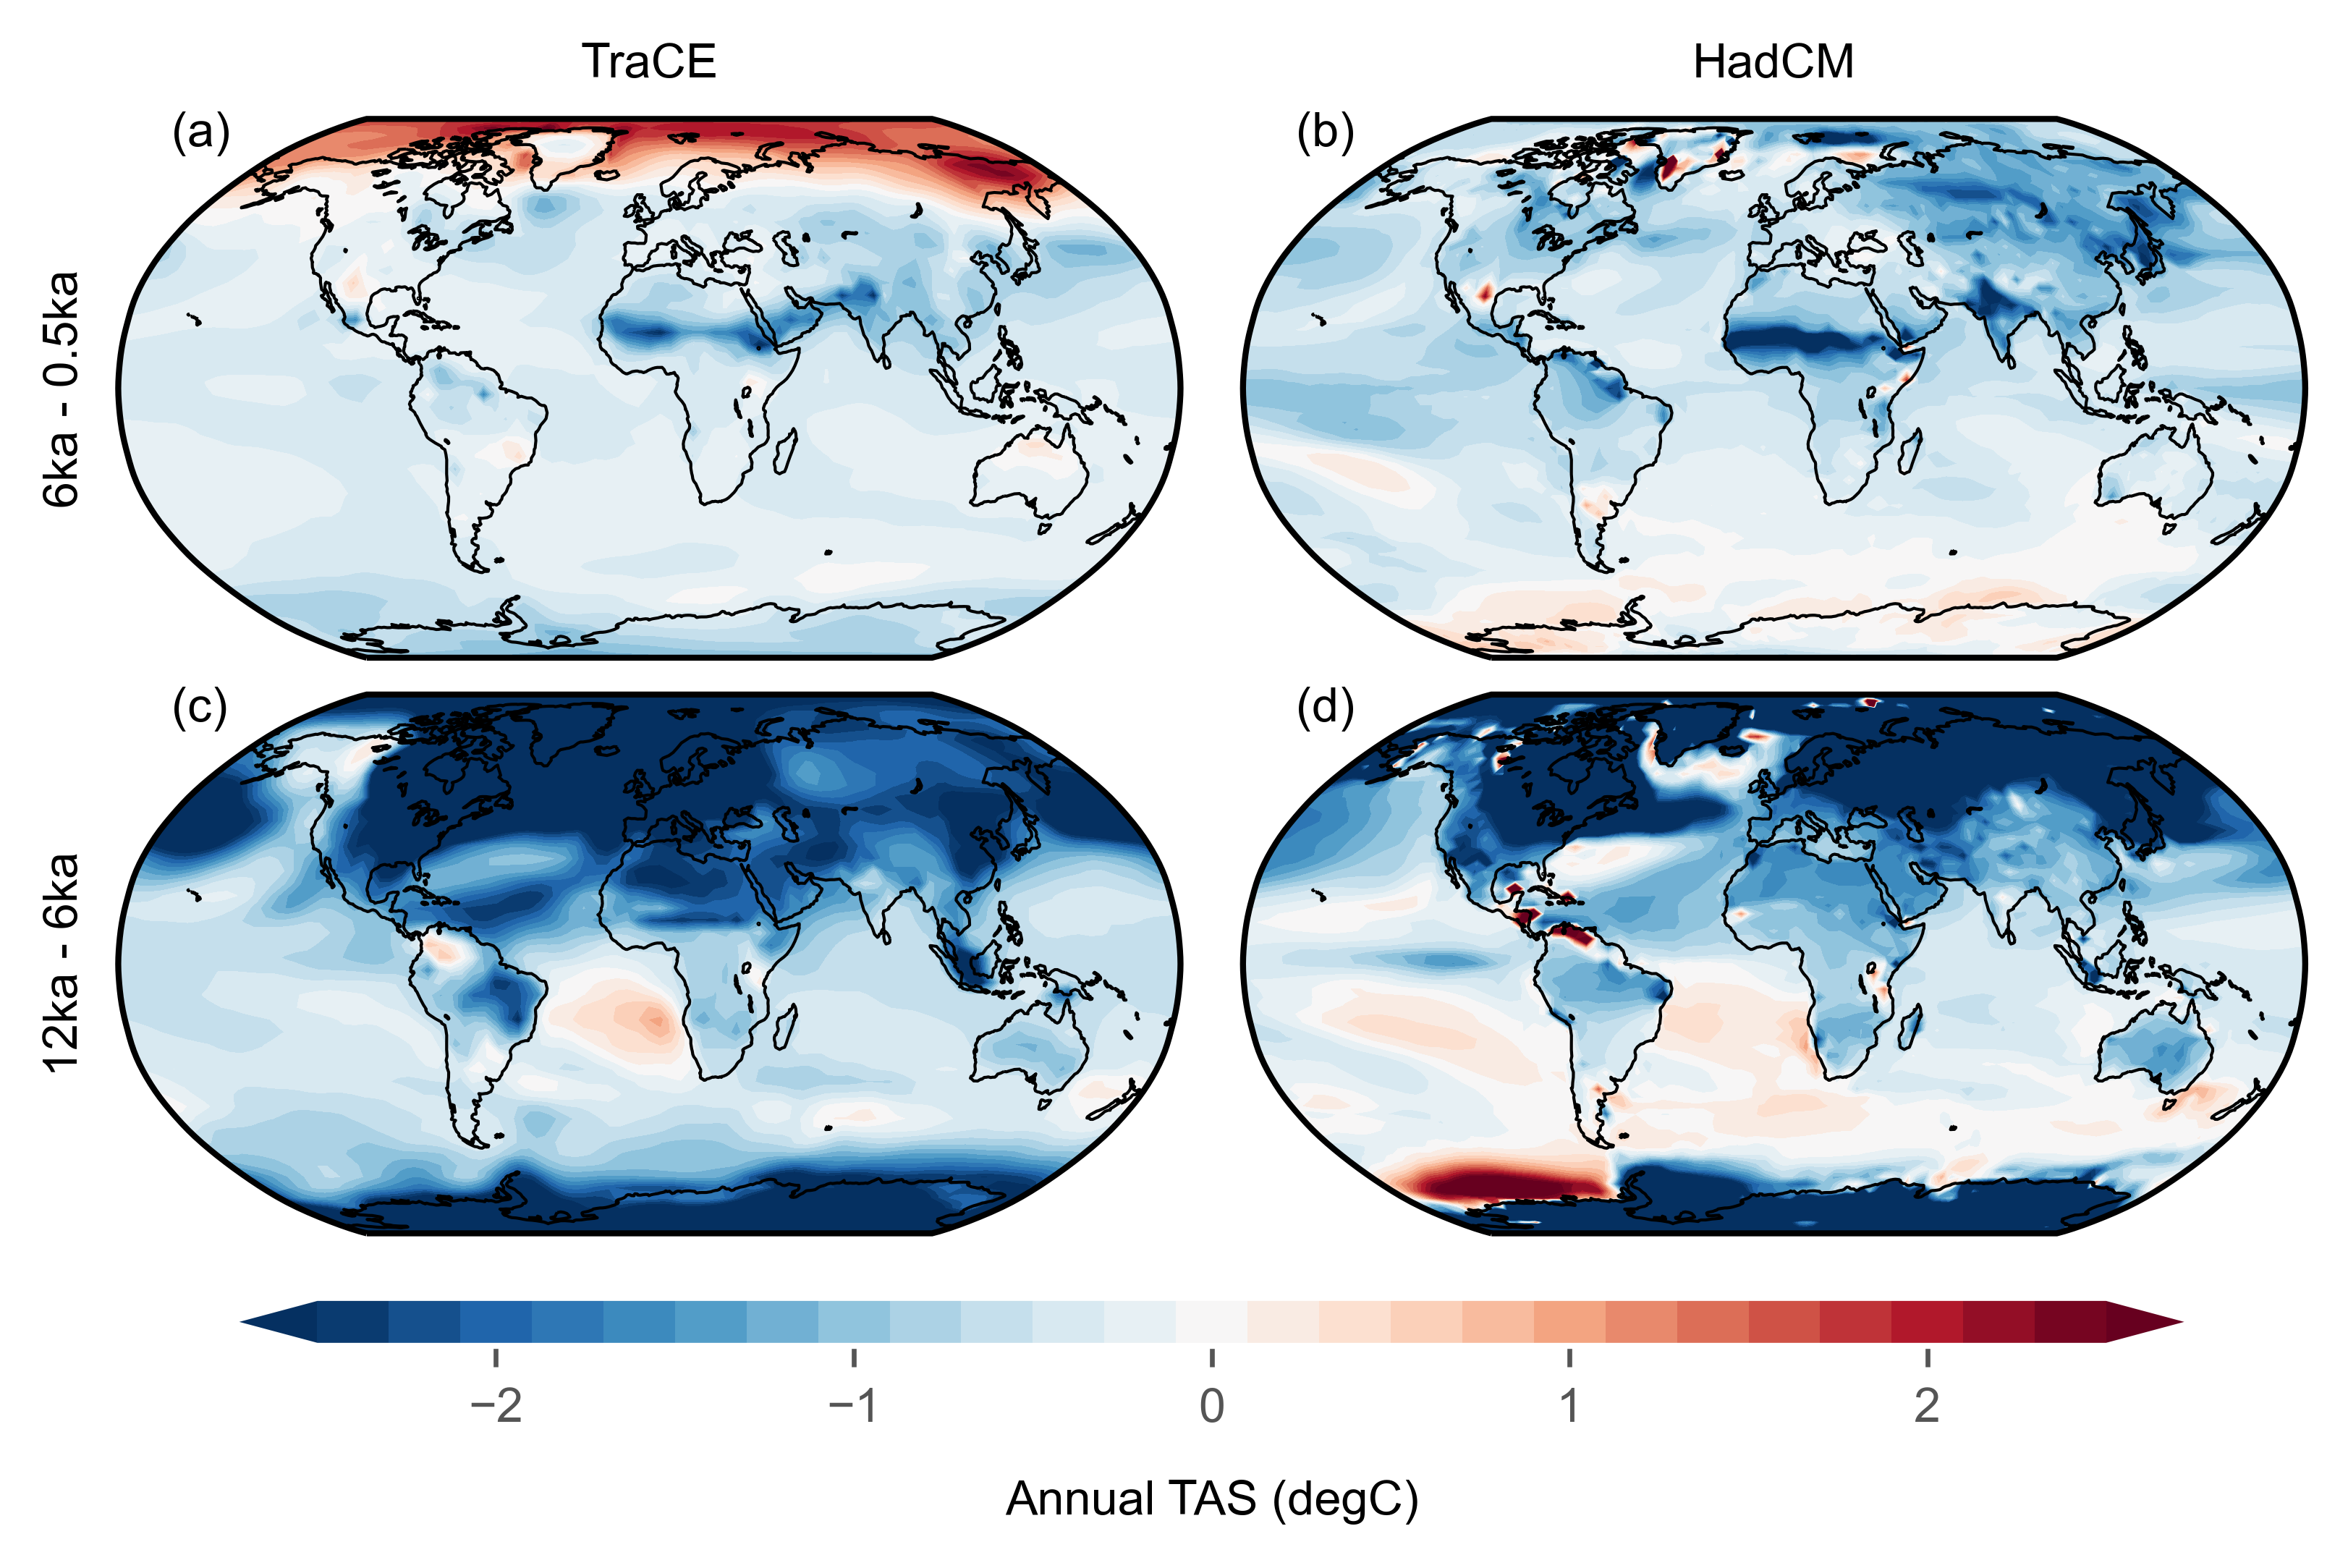 TraCE HadCM
(a) (b)
6ka - 0.5ka
(c) (d)
12ka - 6ka
−2 −1 0 1 2
Annual TAS (degC)